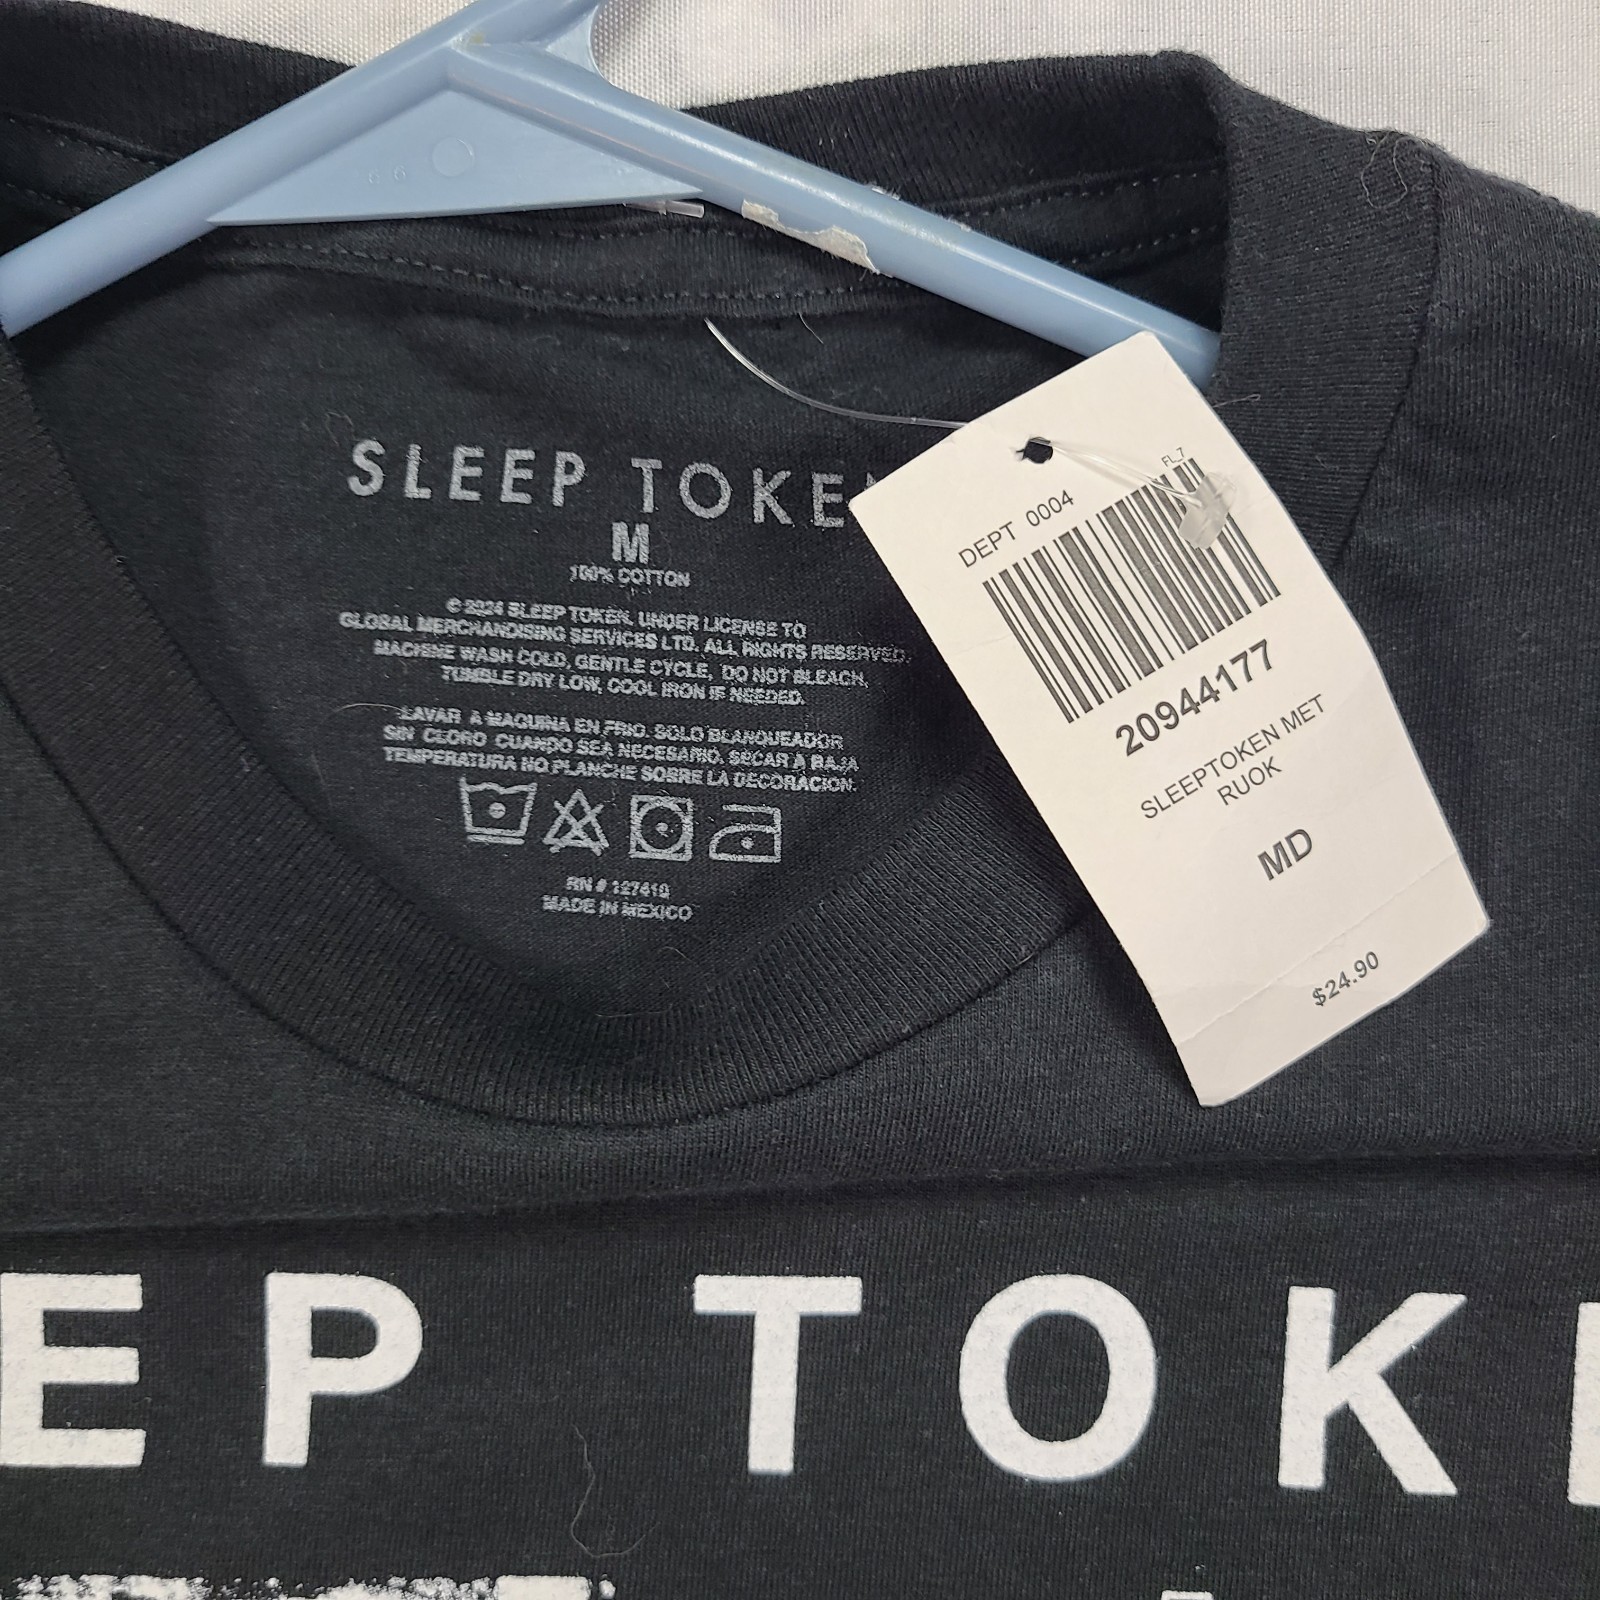 66
SLEEP TOKE
M
100% COTTON
© 2024 SLEEP TOKEN. UNDER LICENSE TO
GLOBAL MERCHANDISING SERVICES LTD. ALL RIGHTS RESERVED.
MACHINE WASH COLD, GENTLE CYCLE, DO NOT BLEACH,
TUMBLE DRY LOW, COOL IRON IF NEEDED.
LAVAR A MAQUINA EN FRIO. SOLO BLANQUEADOR
SIN CLORO CUANDO SEA NECESARIO. SECAR A BAJA
TEMPERATURA NO PLANCHE SOBRE LA DECORACION.
RN # 127410
MADE IN MEXICO
FL_7
DEPT 0004
20944177
SLEEPTOKEN MET
RUOK
MD
$24.90
EP TOK